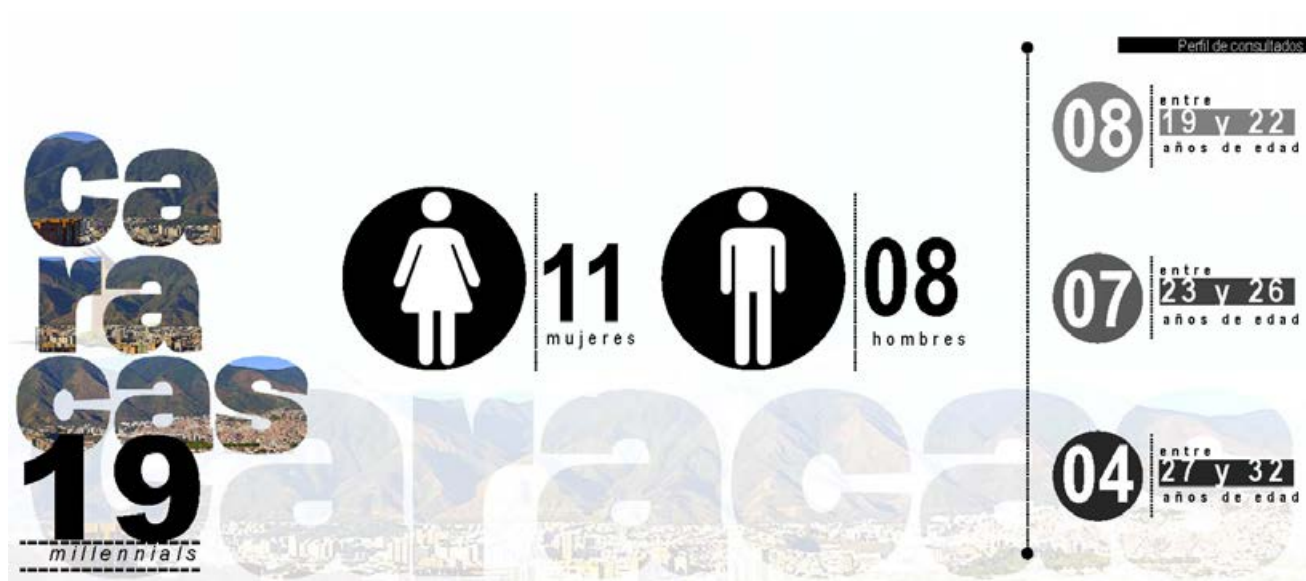 Ca
ra
cas
19
millennials
11
mujeres
08
hombres
Perfil de consultados
08
entre
19 y 22
años de edad
07
entre
23 y 26
años de edad
04
entre
27 y 32
años de edad
Caracas